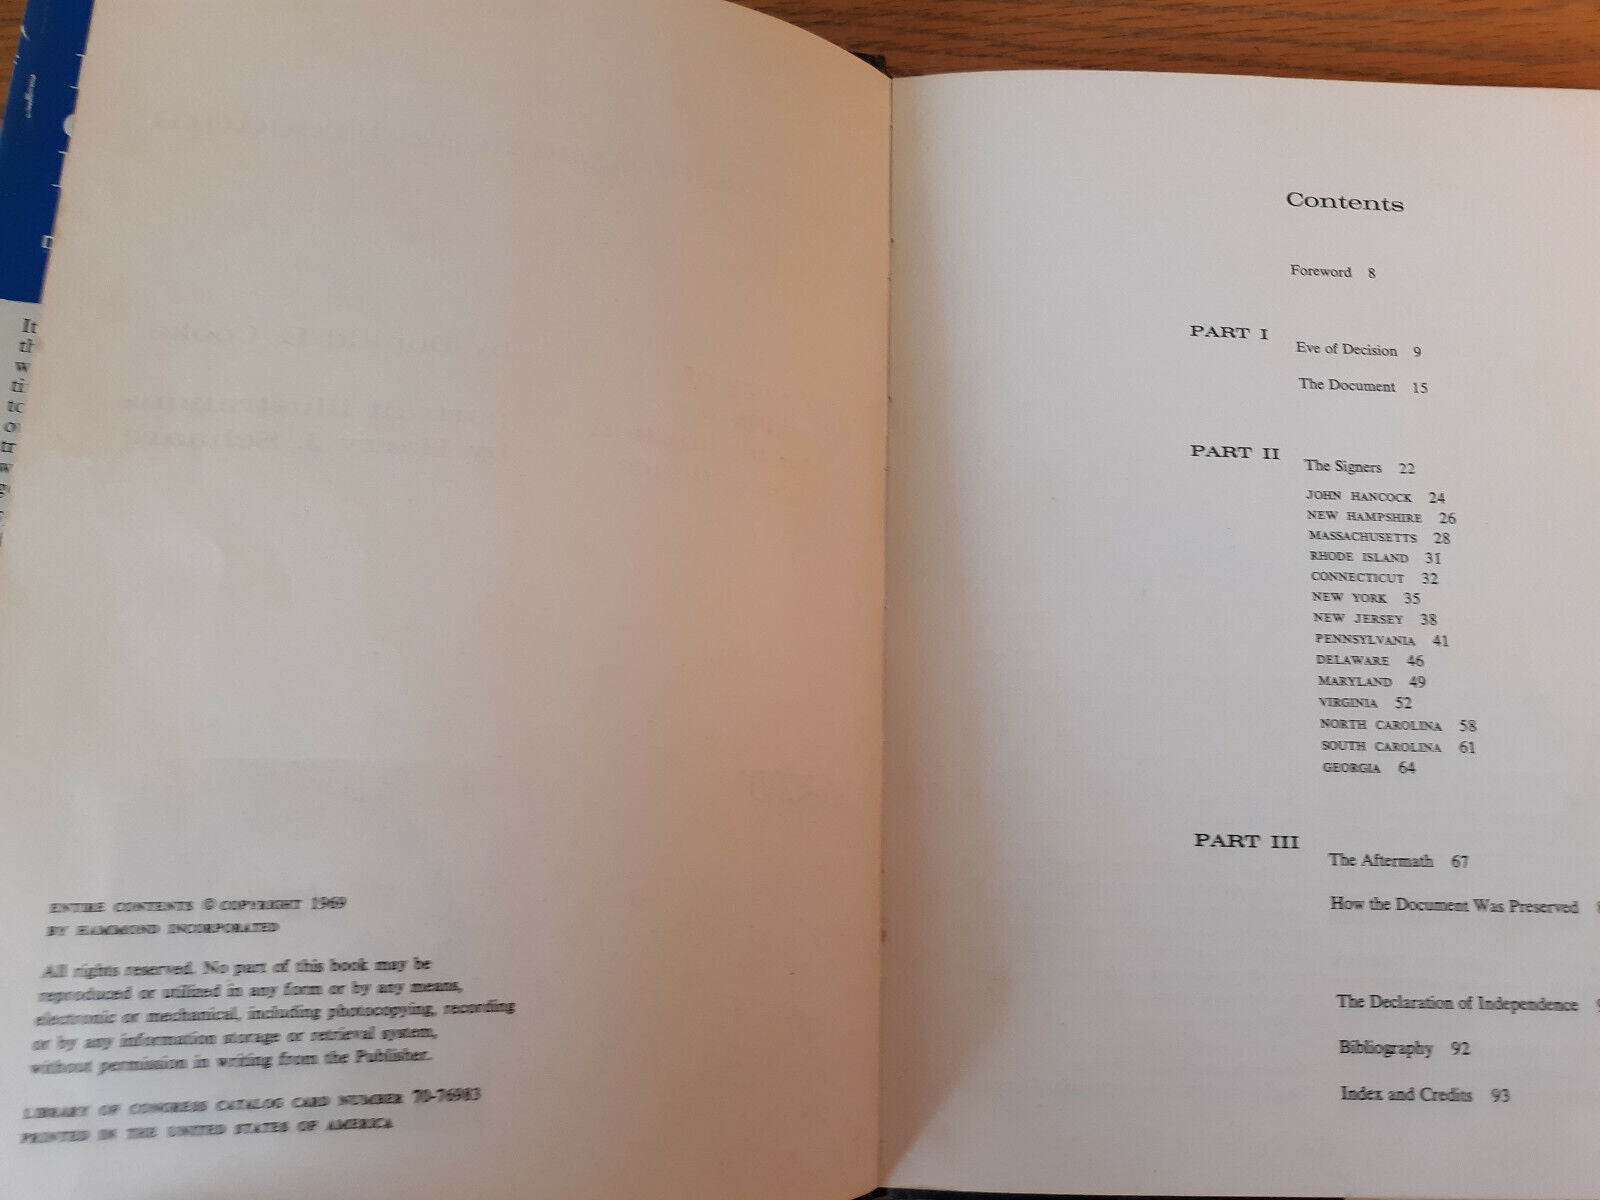 ENTIRE CONTENTS © COPYRIGHT 1969
BY HAMMOND INCORPORATED
All rights reserved. No part of this book may be
reproduced or utilized in any form or by any means,
electronic or mechanical, including photocopying, recording
or by any information storage or retrieval system,
without permission in writing from the Publisher.
LIBRARY OF CONGRESS CATALOG CARD NUMBER 70-76983
PRINTED IN THE UNITED STATES OF AMERICA
Contents
Foreword 8
PART I
Eve of Decision 9
The Document 15
PART II
The Signers 22
JOHN HANCOCK 24
NEW HAMPSHIRE 26
MASSACHUSETTS 28
RHODE ISLAND 31
CONNECTICUT 32
NEW YORK 35
NEW JERSEY 38
PENNSYLVANIA 41
DELAWARE 46
MARYLAND 49
VIRGINIA 52
NORTH CAROLINA 58
SOUTH CAROLINA 61
GEORGIA 64
PART III
The Aftermath 67
How the Document Was Preserved
The Declaration of Independence
Bibliography 92
Index and Credits 93